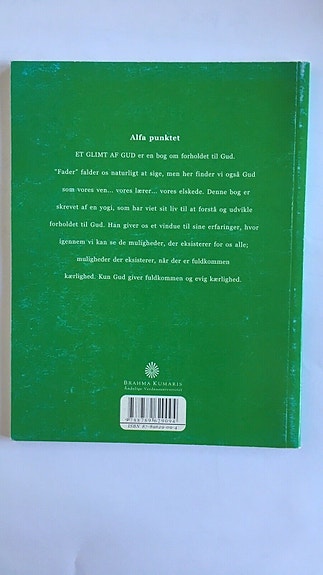 Alfa punktet
ET GLIMT AF GUD er en bog om forholdet til Gud.
"Fader" falder os naturligt at sige, men her finder vi også Gud
som vores ven... vores lærer... vores elskede. Denne bog er
skrevet af en yogi, som har viet sit liv til at forstå og udvikle
forholdet til Gud. Han giver os et vindue til sine erfaringer, hvor
igennem vi kan se de muligheder, der eksisterer for os alle;
muligheder der eksisterer, når der er fuldkommen
kærlighed. Kun Gud giver fuldkommen og evig kærlighed.
BRAHMA KUMARIS
Åndelige Verdensuniversitet
ISBN 87-